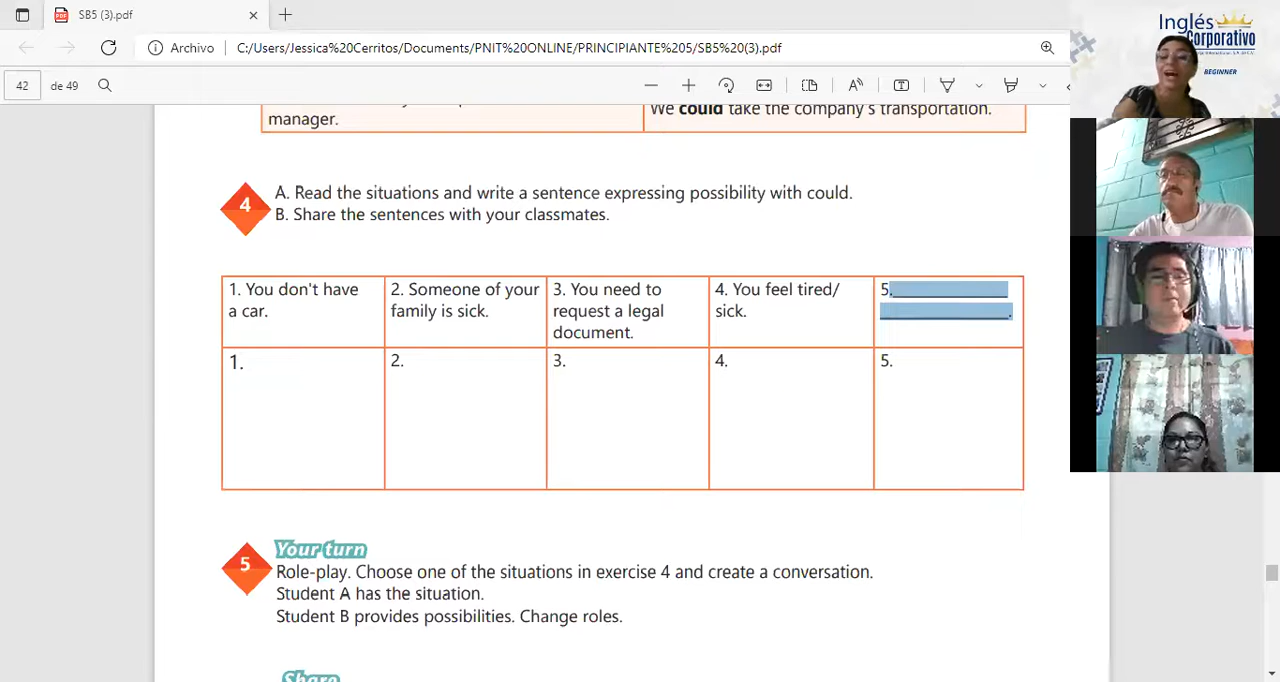 SB5 (3).pdf
Archivo
C:/Users/Jessica%20Cerritos/Documents/PNIT%20ONLINE/PRINCIPIANTE%205/SB5%20(3).pdf
42 de 49
manager.
We could take the company's transportation.
4
A. Read the situations and write a sentence expressing possibility with could.
B. Share the sentences with your classmates.
1. You don't have
a car.
2. Someone of your
family is sick.
3. You need to
request a legal
document.
4. You feel tired/
sick.
5.______________
________________.
1.
2.
3.
4.
5.
5
Your turn
Role-play. Choose one of the situations in exercise 4 and create a conversation.
Student A has the situation.
Student B provides possibilities. Change roles.
Share
Inglés
Corporativo
BEGINNER